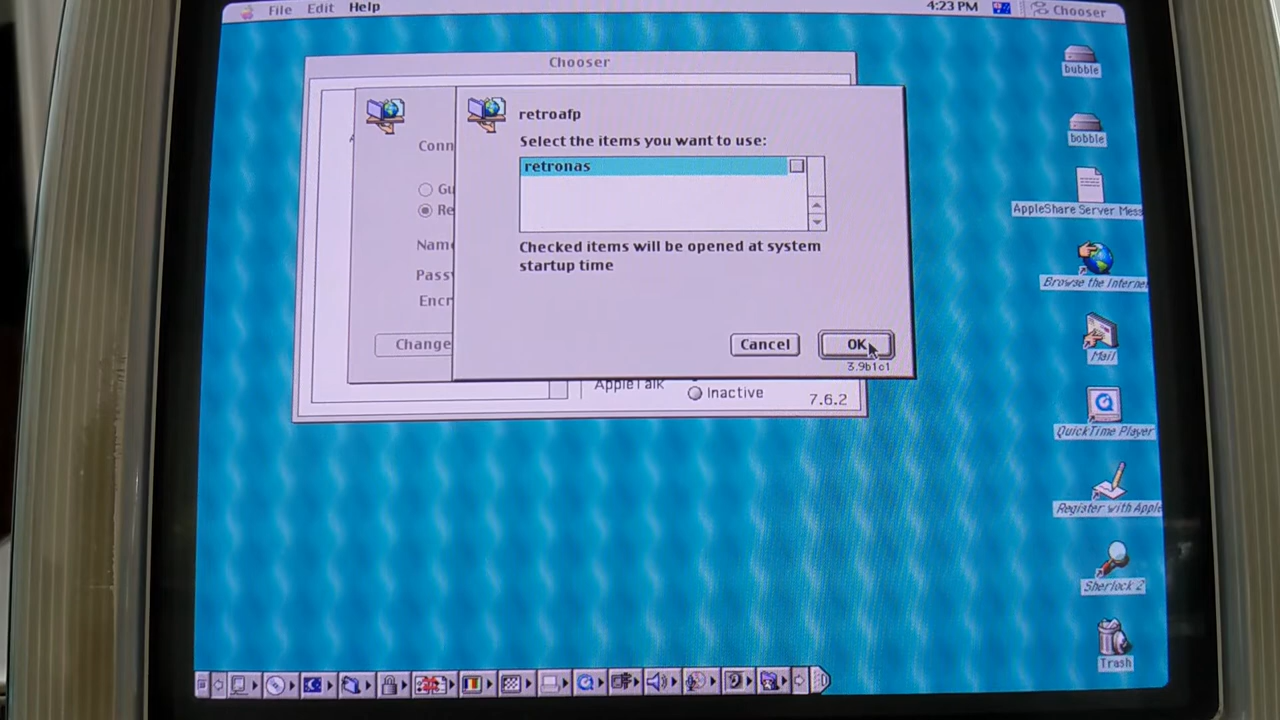 File Edit Help
4:23 PM
Chooser
Chooser
bubble
bobble
AppleShare Server Mess
Browse the Internet
Mail
QuickTime Player
Register with Apple
Sherlock 2
Trash
Conn
Gu
Re
Name
Passv
Encr
Change
retroafp
Select the items you want to use:
retronas
Checked items will be opened at system
startup time
Cancel
OK
3.9b1c1
AppleTalk
Inactive
7.6.2